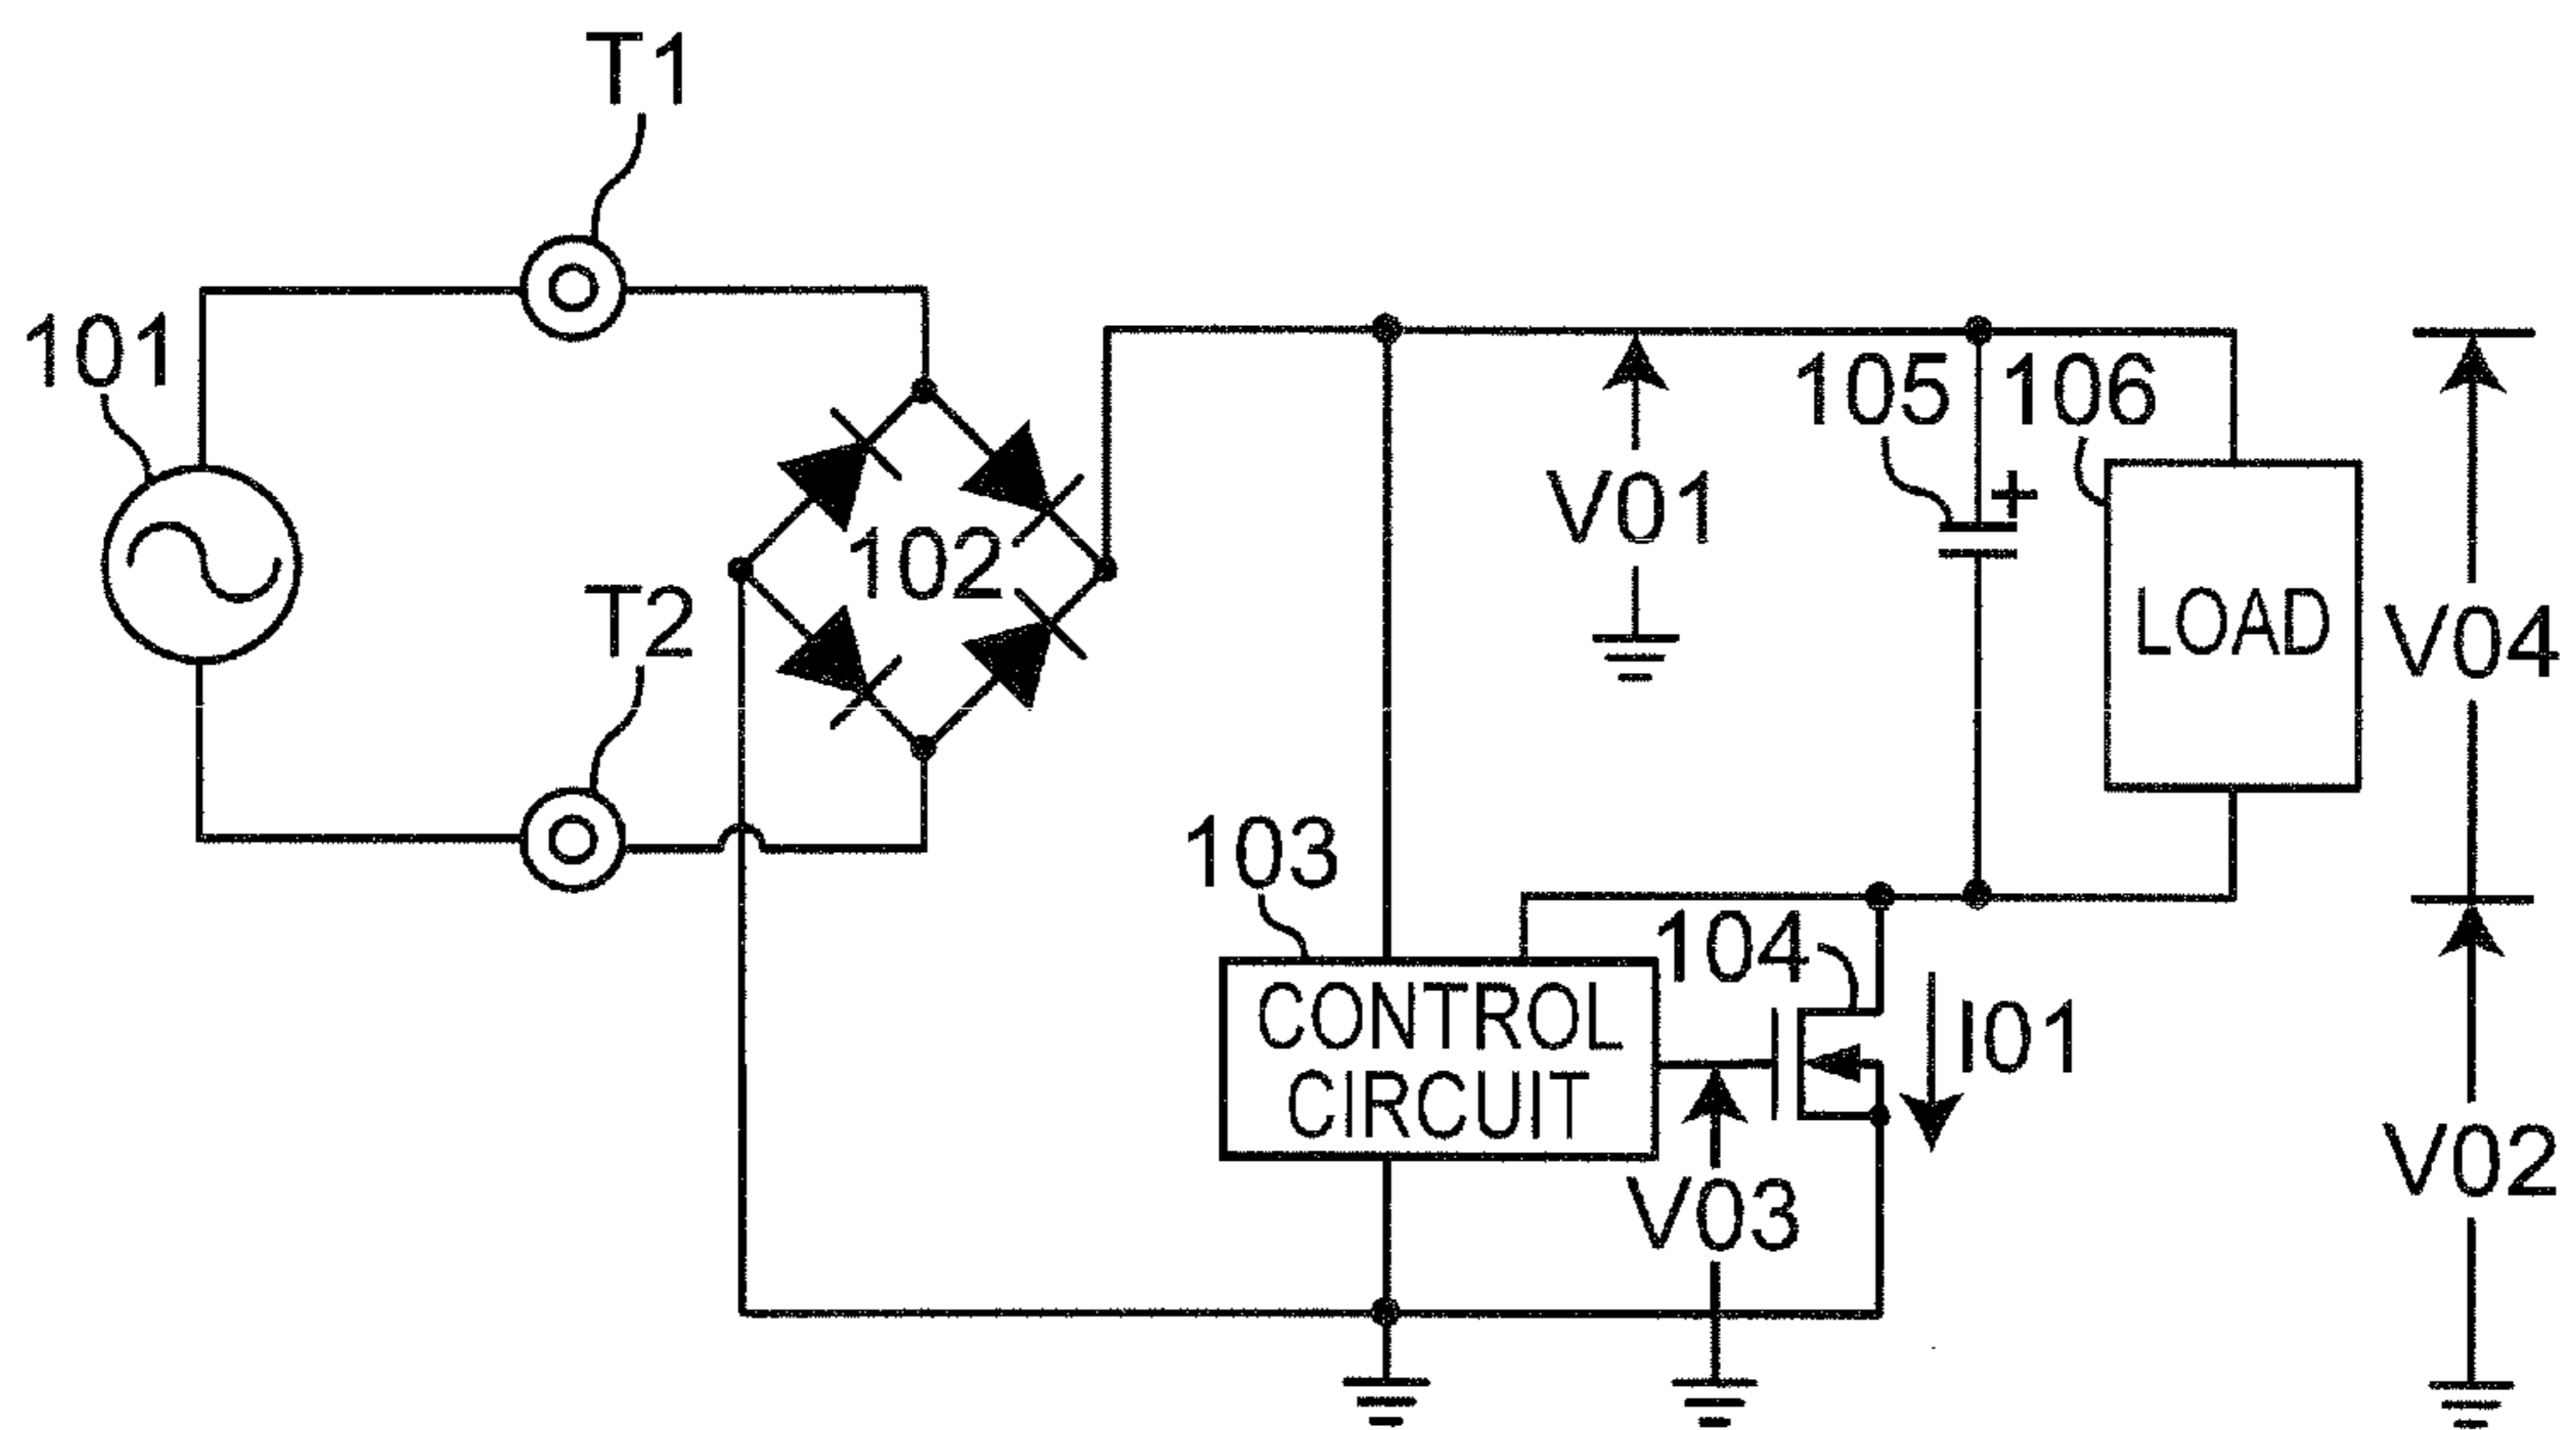 T1
101
105
106
V01
102
T2
LOAD
V04
103
104
CONTROL
CIRCUIT
I01
V03
V02
+